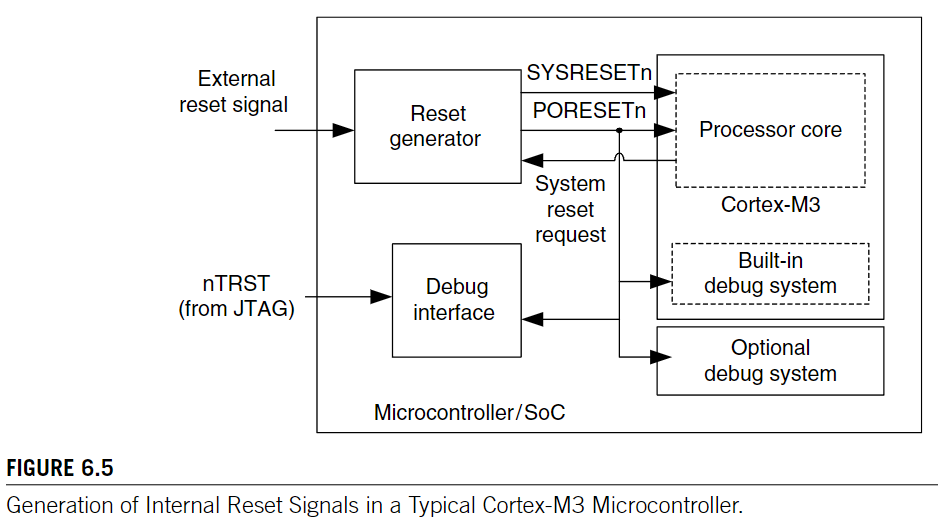 External
reset signal
Reset
generator
SYSRESETn
PORESETn
Processor core
System
reset
request
Cortex-M3
nTRST
(from JTAG)
Debug
interface
Built-in
debug system
Optional
debug system
Microcontroller/SoC
FIGURE 6.5
Generation of Internal Reset Signals in a Typical Cortex-M3 Microcontroller.